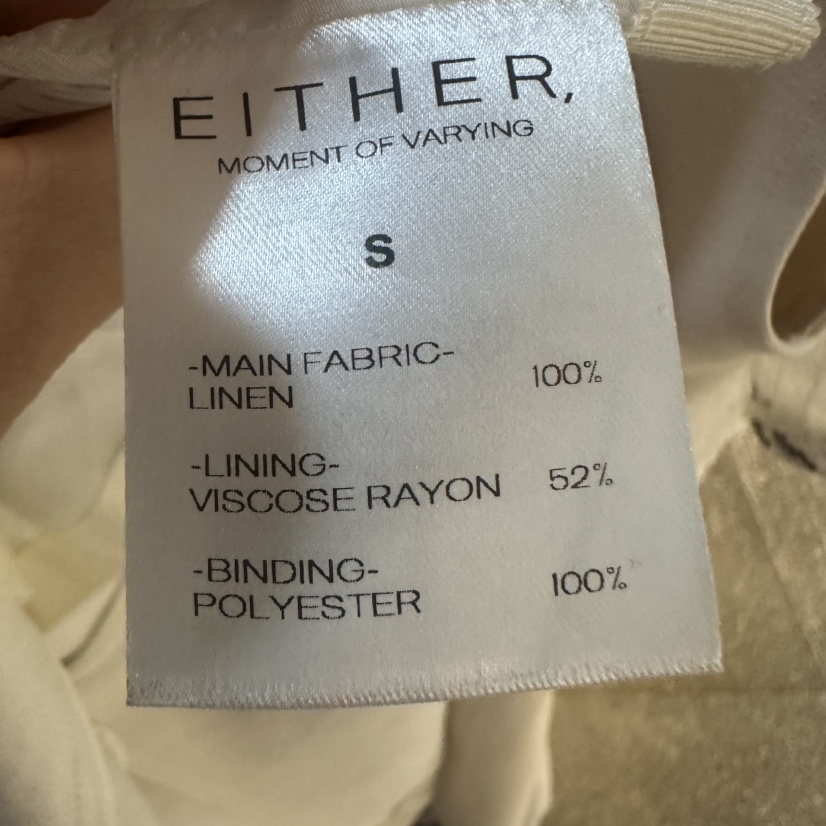 EITHER,
MOMENT OF VARYING
S
-MAIN FABRIC-
LINEN 100%
-LINING-
VISCOSE RAYON 52%
-BINDING-
POLYESTER 100%